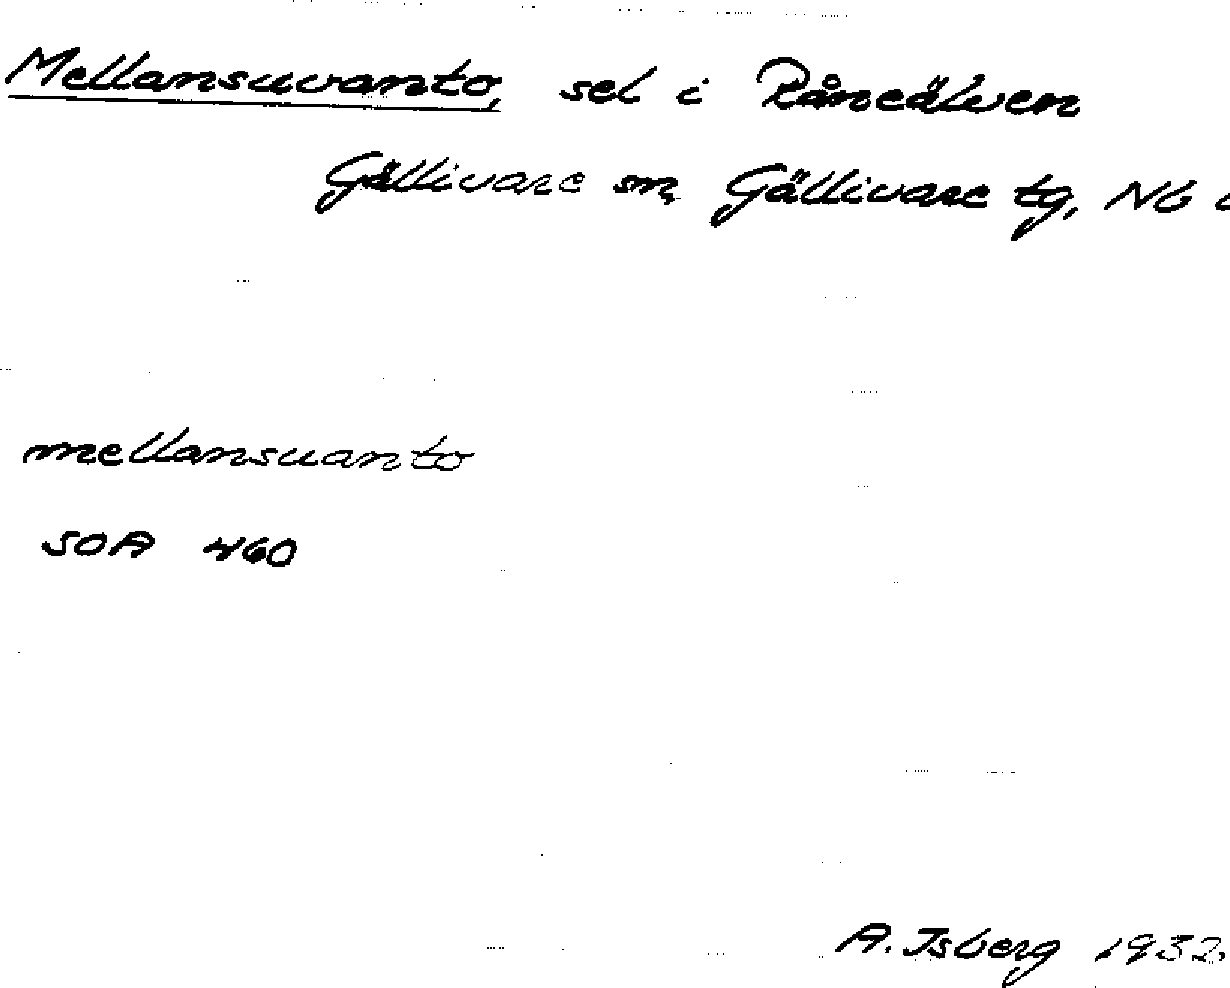 Mellansuvanto, sel i Råneälven
Gällivare sn, Gällivare tg, NB
mellansuanto
SOA 460
A. Isberg 1932.